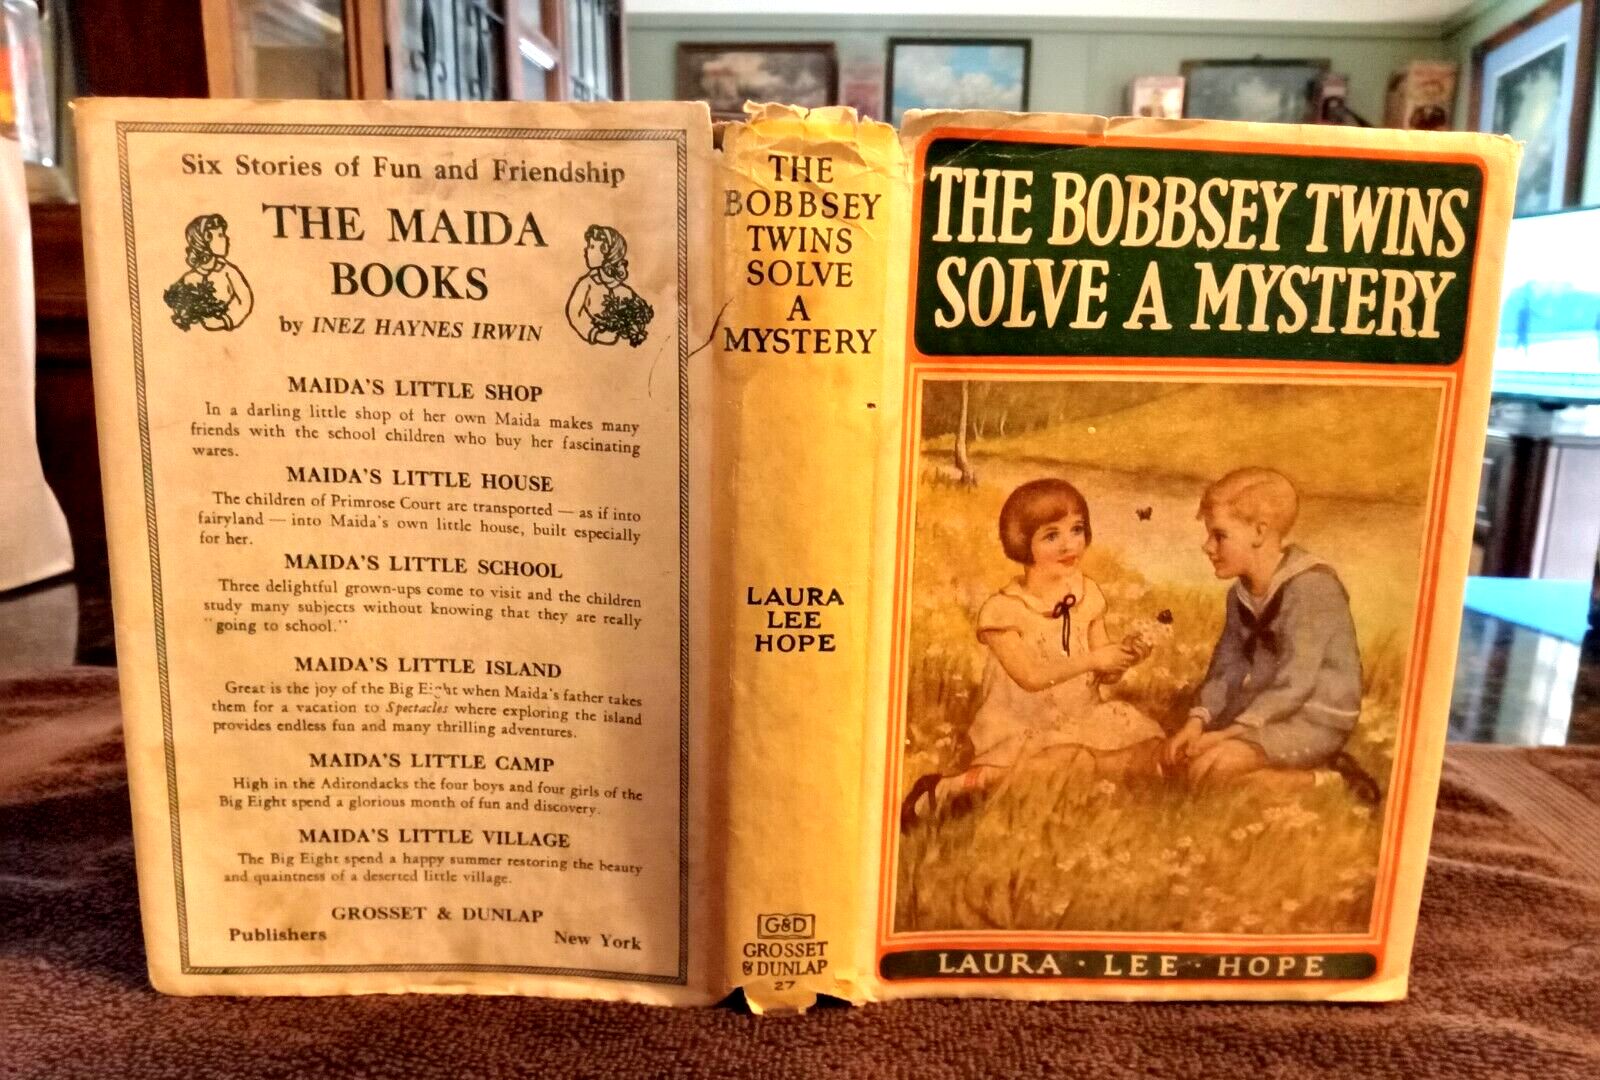 Six Stories of Fun and Friendship
THE MAIDA
BOOKS
by INEZ HAYNES IRWIN
MAIDA'S LITTLE SHOP
In a darling little shop of her own Maida makes many
friends with the school children who buy her fascinating
wares.
MAIDA'S LITTLE HOUSE
The children of Primrose Court are transported — as if into
fairyland — into Maida's own little house, built especially
for her.
MAIDA'S LITTLE SCHOOL
Three delightful grown-ups come to visit and the children
study many subjects without knowing that they are really
"going to school."
MAIDA'S LITTLE ISLAND
Great is the joy of the Big Eight when Maida's father takes
them for a vacation to Spectacles where exploring the island
provides endless fun and many thrilling adventures.
MAIDA'S LITTLE CAMP
High in the Adirondacks the four boys and four girls of the
Big Eight spend a glorious month of fun and discovery.
MAIDA'S LITTLE VILLAGE
The Big Eight spend a happy summer restoring the beauty
and quaintness of a deserted little village.
GROSSET & DUNLAP
Publishers New York
THE
BOBBSEY
TWINS
SOLVE
A
MYSTERY
LAURA
LEE
HOPE
G&D
GROSSET
& DUNLAP
27
THE BOBBSEY TWINS
SOLVE A MYSTERY
LAURA · LEE · HOPE